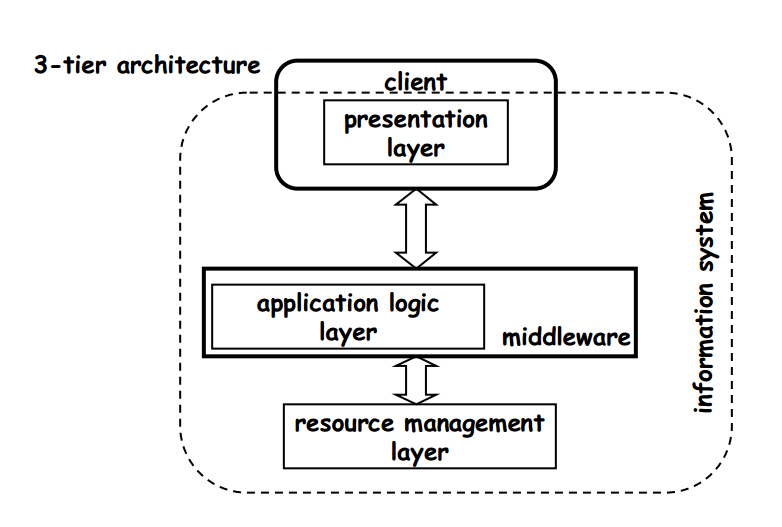 3-tier architecture
client
presentation
layer
application logic
layer
middleware
information system
resource management
layer